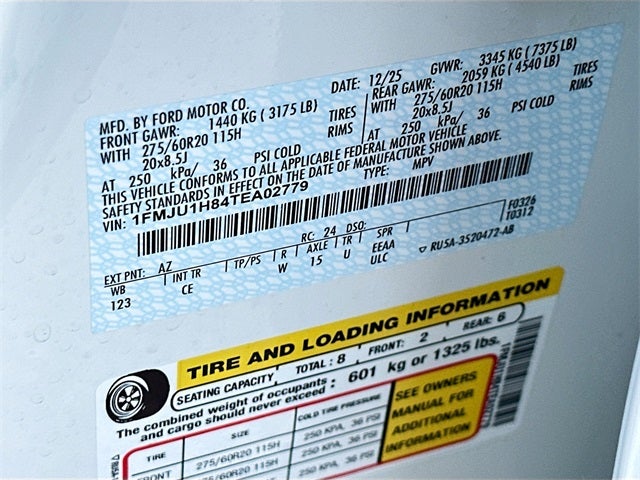 MFD. BY FORD MOTOR CO.
DATE: 12/25 GVWR: 3345 KG ( 7375 LB)
FRONT GAWR: 1440 KG ( 3175 LB) REAR GAWR: 2059 KG ( 4540 LB)
WITH 275/60R20 115H TIRES WITH 275/60R20 115H TIRES
20x8.5J RIMS 20x8.5J RIMS
AT 250 kPa/ 36 PSI COLD AT 250 kPa/ 36 PSI COLD
THIS VEHICLE CONFORMS TO ALL APPLICABLE FEDERAL MOTOR VEHICLE
SAFETY STANDARDS IN EFFECT ON THE DATE OF MANUFACTURE SHOWN ABOVE.
VIN: 1FMJU1H84TEA02779 TYPE: MPV
F0326
T0312
EXT PNT: AZ RC: 24 DSO:
WB INT TR TP/PS R AXLE TR SPR
123 CE W 15 U EEAA
ULC
▽ RU5A-3520472-AB
TIRE AND LOADING INFORMATION
SEATING CAPACITY TOTAL : 8 FRONT: 2 REAR: 6
The combined weight of occupants
and cargo should never exceed : 601 kg or 1325 lbs.
TIRE SIZE COLD TIRE PRESSURE
FRONT 275/60R20 115H 250 KPA, 36 PSI
275/60R20 115H 250 KPA, 36 PSI
250 KPA, 36 PSI
SEE OWNERS
MANUAL FOR
ADDITIONAL
INFORMATION